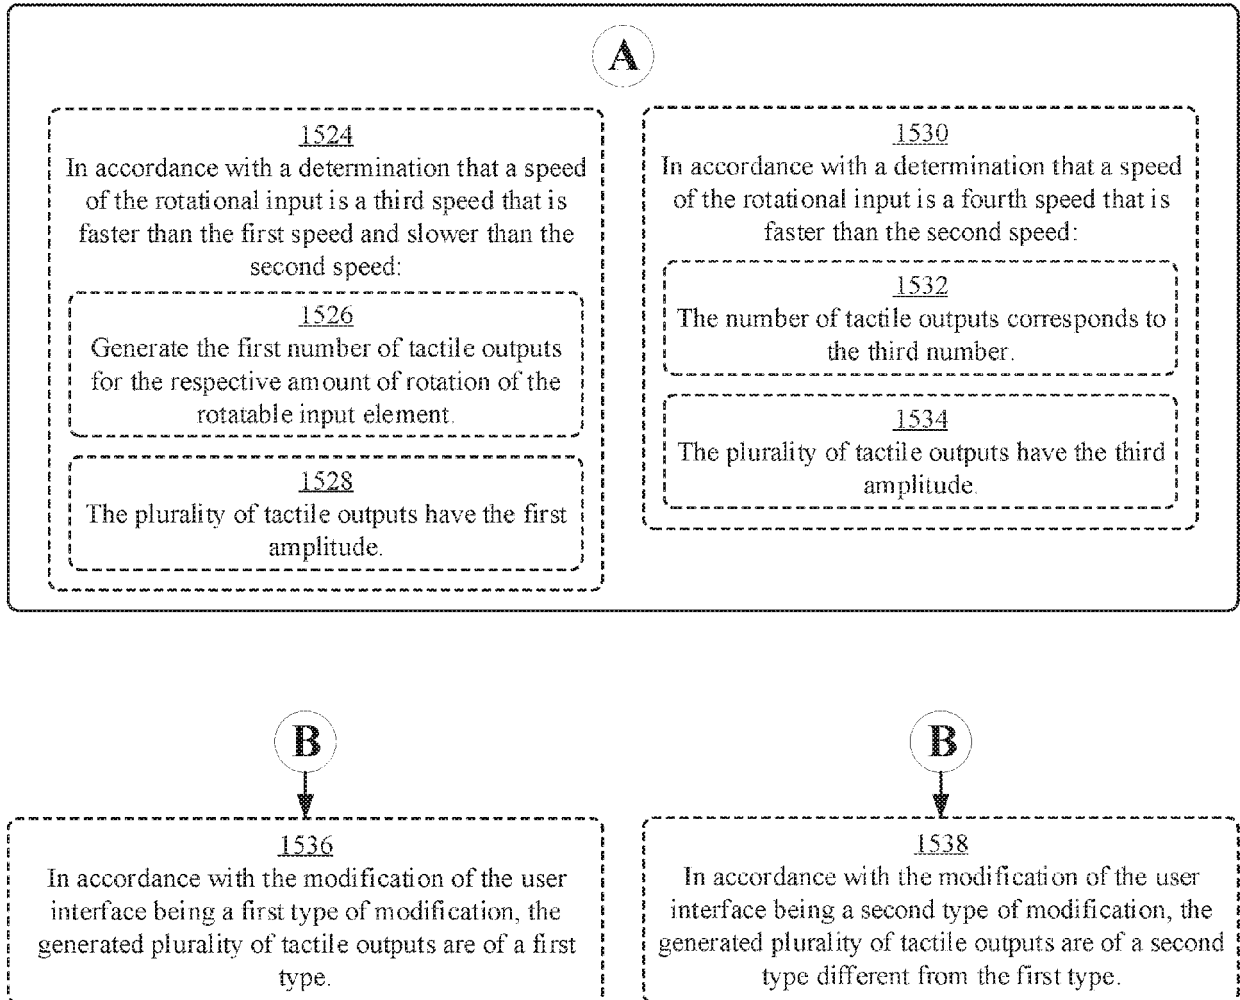 A
1524
In accordance with a determination that a speed
of the rotational input is a third speed that is
faster than the first speed and slower than the
second speed:
1526
Generate the first number of tactile outputs
for the respective amount of rotation of the
rotatable input element.
1528
The plurality of tactile outputs have the first
amplitude.
1530
In accordance with a determination that a speed
of the rotational input is a fourth speed that is
faster than the second speed:
1532
The number of tactile outputs corresponds to
the third number.
1534
The plurality of tactile outputs have the third
amplitude.
B
1536
In accordance with the modification of the user
interface being a first type of modification, the
generated plurality of tactile outputs are of a first
type.
B
1538
In accordance with the modification of the user
interface being a second type of modification, the
generated plurality of tactile outputs are of a second
type different from the first type.